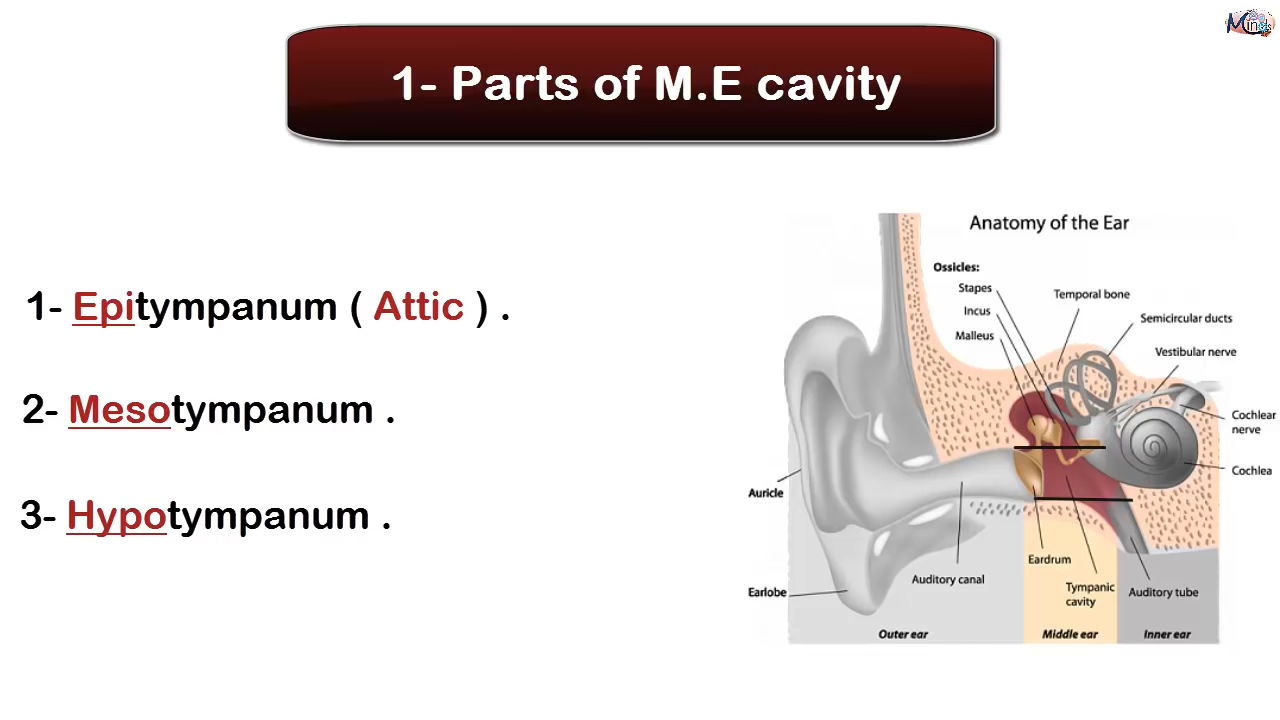 Minds
1- Parts of M.E cavity
1- Epitympanum ( Attic ) .
2- Mesotympanum .
3- Hypotympanum .
Anatomy of the Ear
Ossicles:
Stapes
Incus
Malleus
Temporal bone
Semicircular ducts
Vestibular nerve
Cochlear
nerve
Cochlea
Auricle
Earlobe
Auditory canal
Eardrum
Tympanic
cavity
Auditory tube
Outer ear
Middle ear
Inner ear